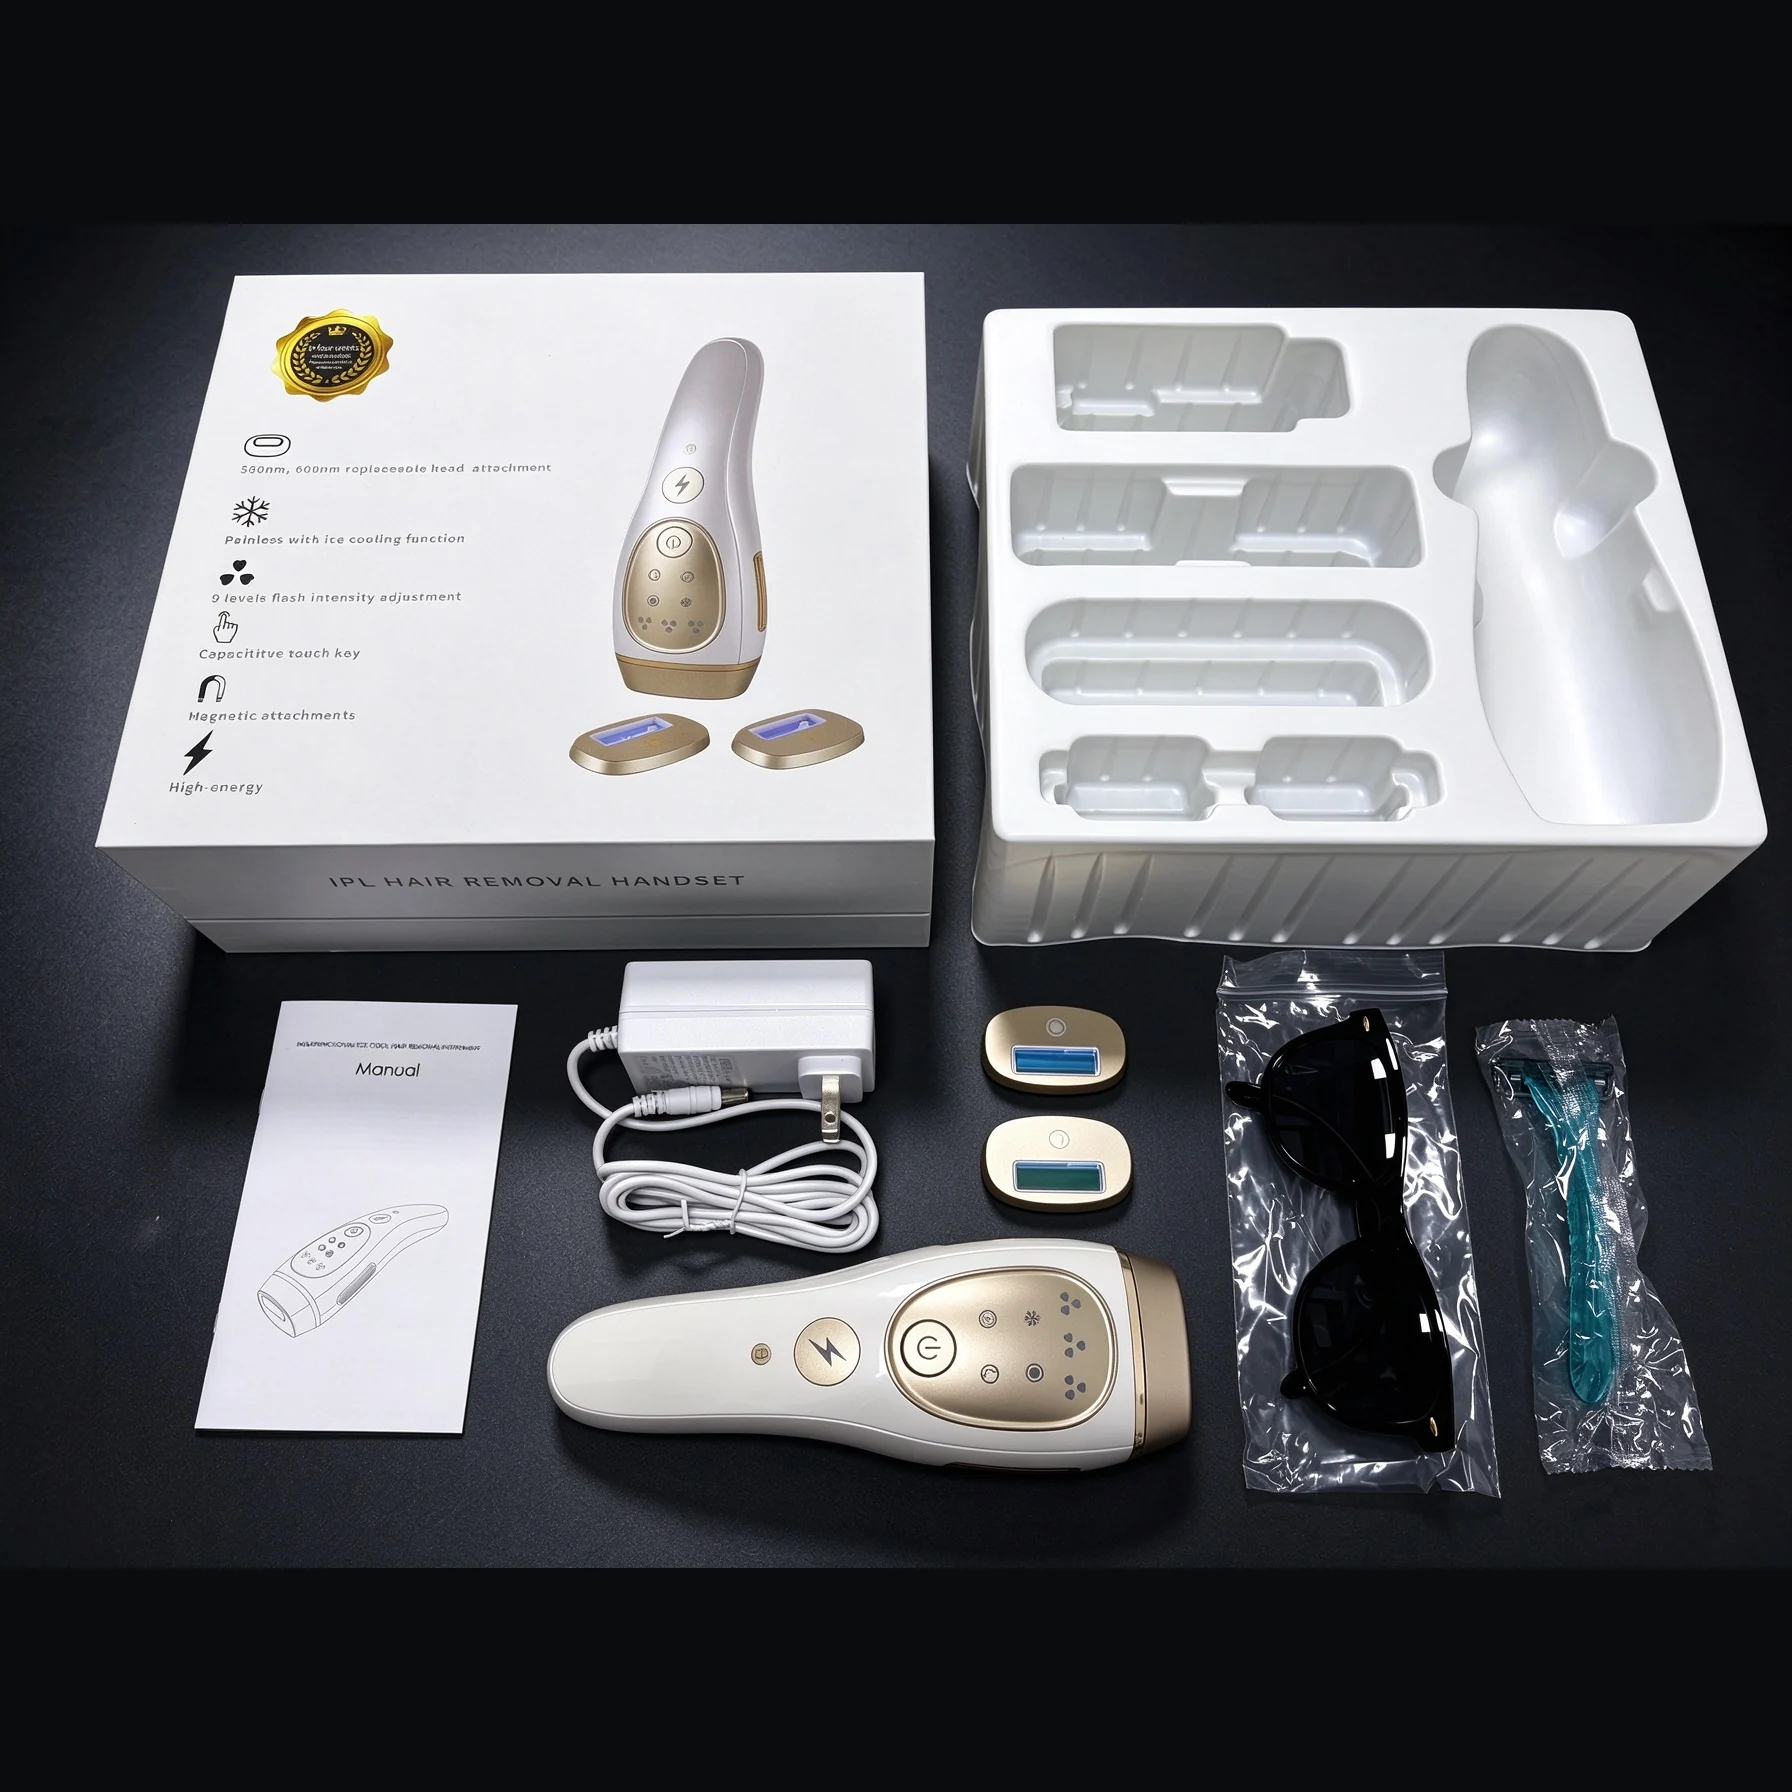 560nm, 600nm replaceable head attachment
Painless with ice cooling function
9 levels flash intensity adjustment
Capacititve touch key
Magnetic attachments
High-energy
IPL HAIR REMOVAL HANDSET
Manual